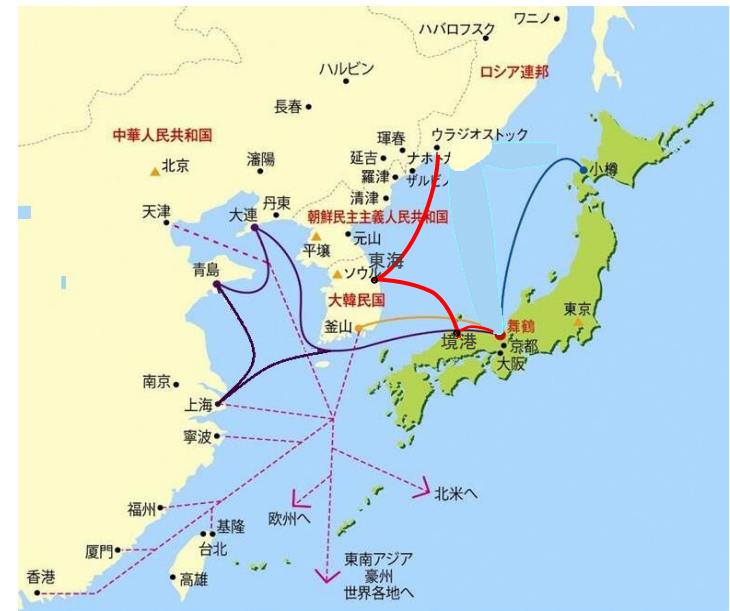 ワニノ
ハバロフスク
ロシア連邦
ハルビン
長春
中華人民共和国
琿春
ウラジオストック
北京
瀋陽
延吉
ナホトカ
小樽
羅津
ザルビノ
清津
天津
丹東
大連
朝鮮民主主義人民共和国
元山
平壌
東海
青島
ソウル
大韓民国
東京
釜山
舞鶴
境港
京都
大阪
南京
上海
寧波
北米へ
福州
欧州へ
基隆
厦門
台北
東南アジア
豪州
世界各地へ
香港
高雄